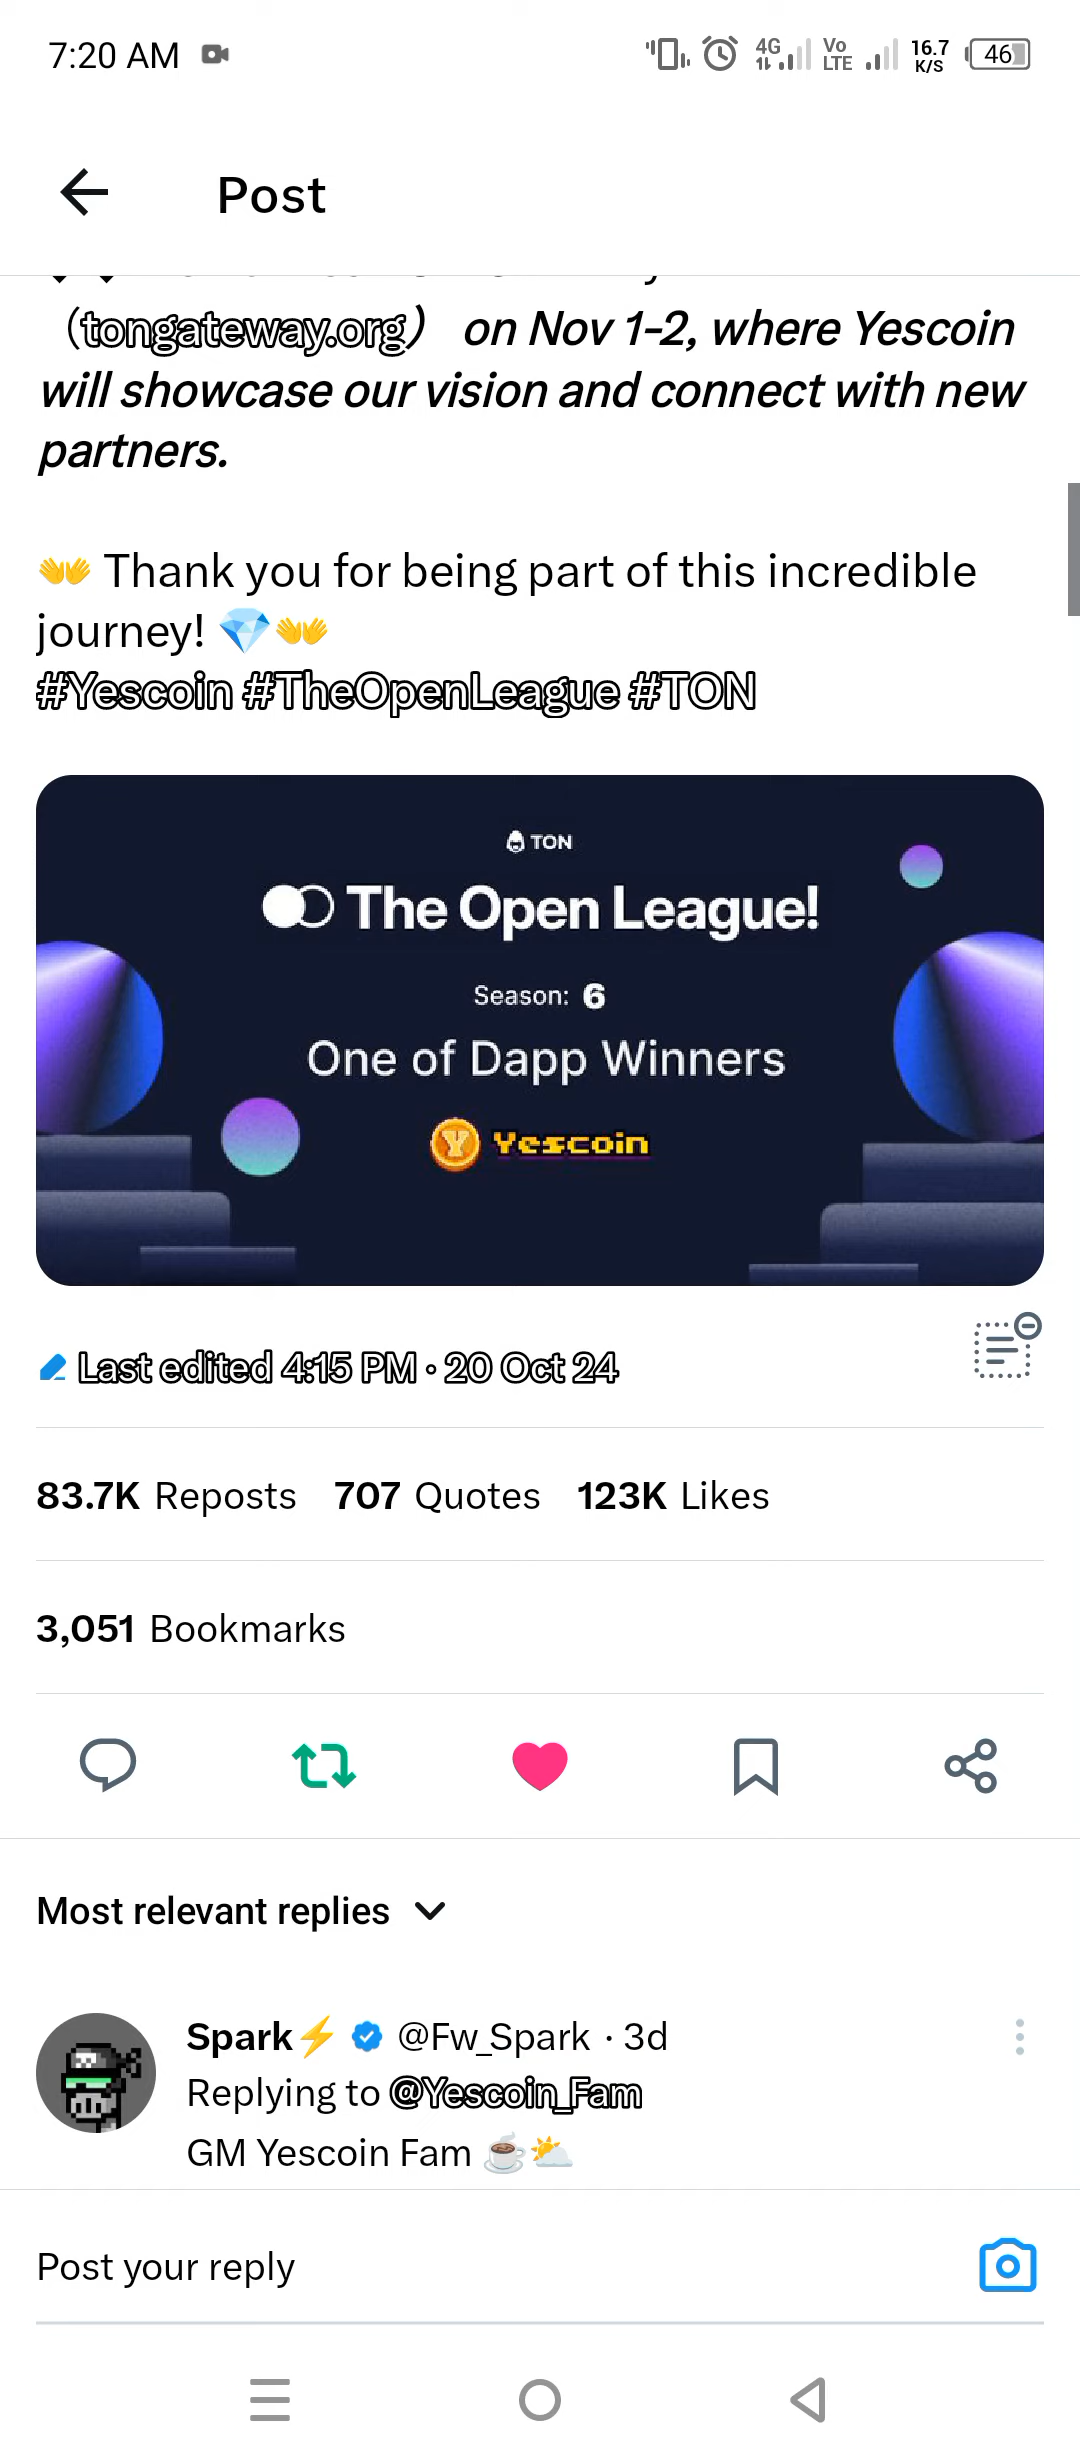 7:20 AM 4G Vo LTE 16.7 K/S 46
Post
(tongateway.org) on Nov 1-2, where Yescoin
will showcase our vision and connect with new
partners.
👐 Thank you for being part of this incredible
journey! 💎👐
#Yescoin #TheOpenLeague #TON
TON
The Open League!
Season: 6
One of Dapp Winners
Yescoin
Last edited 4:15 PM · 20 Oct 24
83.7K Reposts 707 Quotes 123K Likes
3,051 Bookmarks
Most relevant replies
Spark⚡ @Fw_Spark · 3d
Replying to @Yescoin_Fam
GM Yescoin Fam ☕⛅
Post your reply